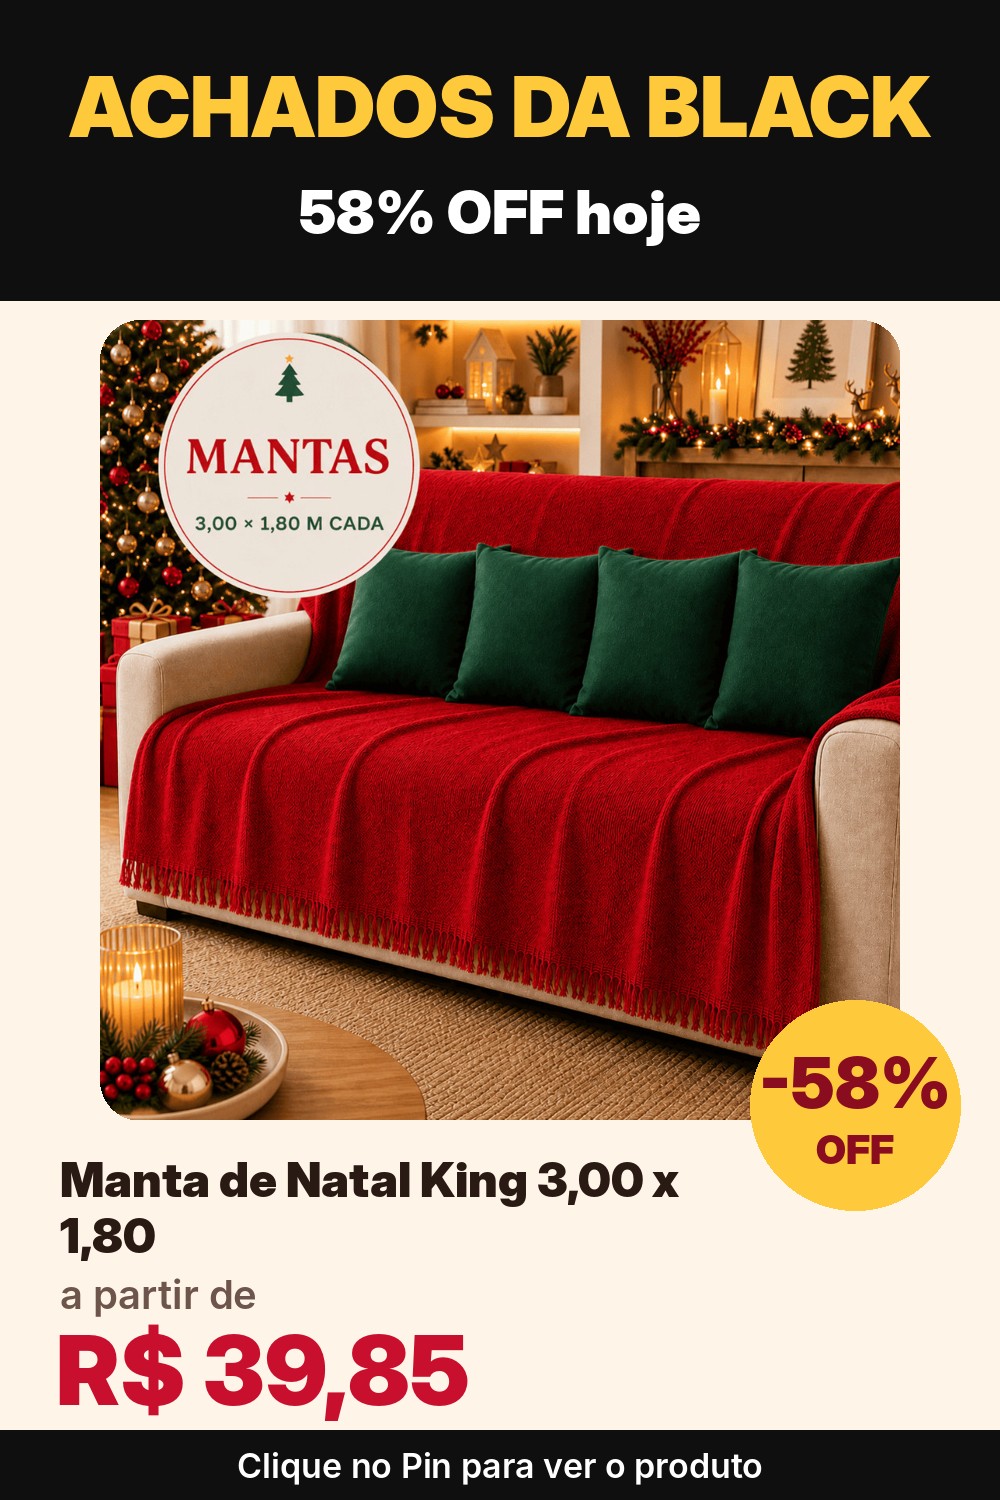 ACHADOS DA BLACK
58% OFF hoje
MANTAS
3,00 × 1,80 M CADA
-58%
OFF
Manta de Natal King 3,00 x
1,80
a partir de
R$ 39,85
Clique no Pin para ver o produto